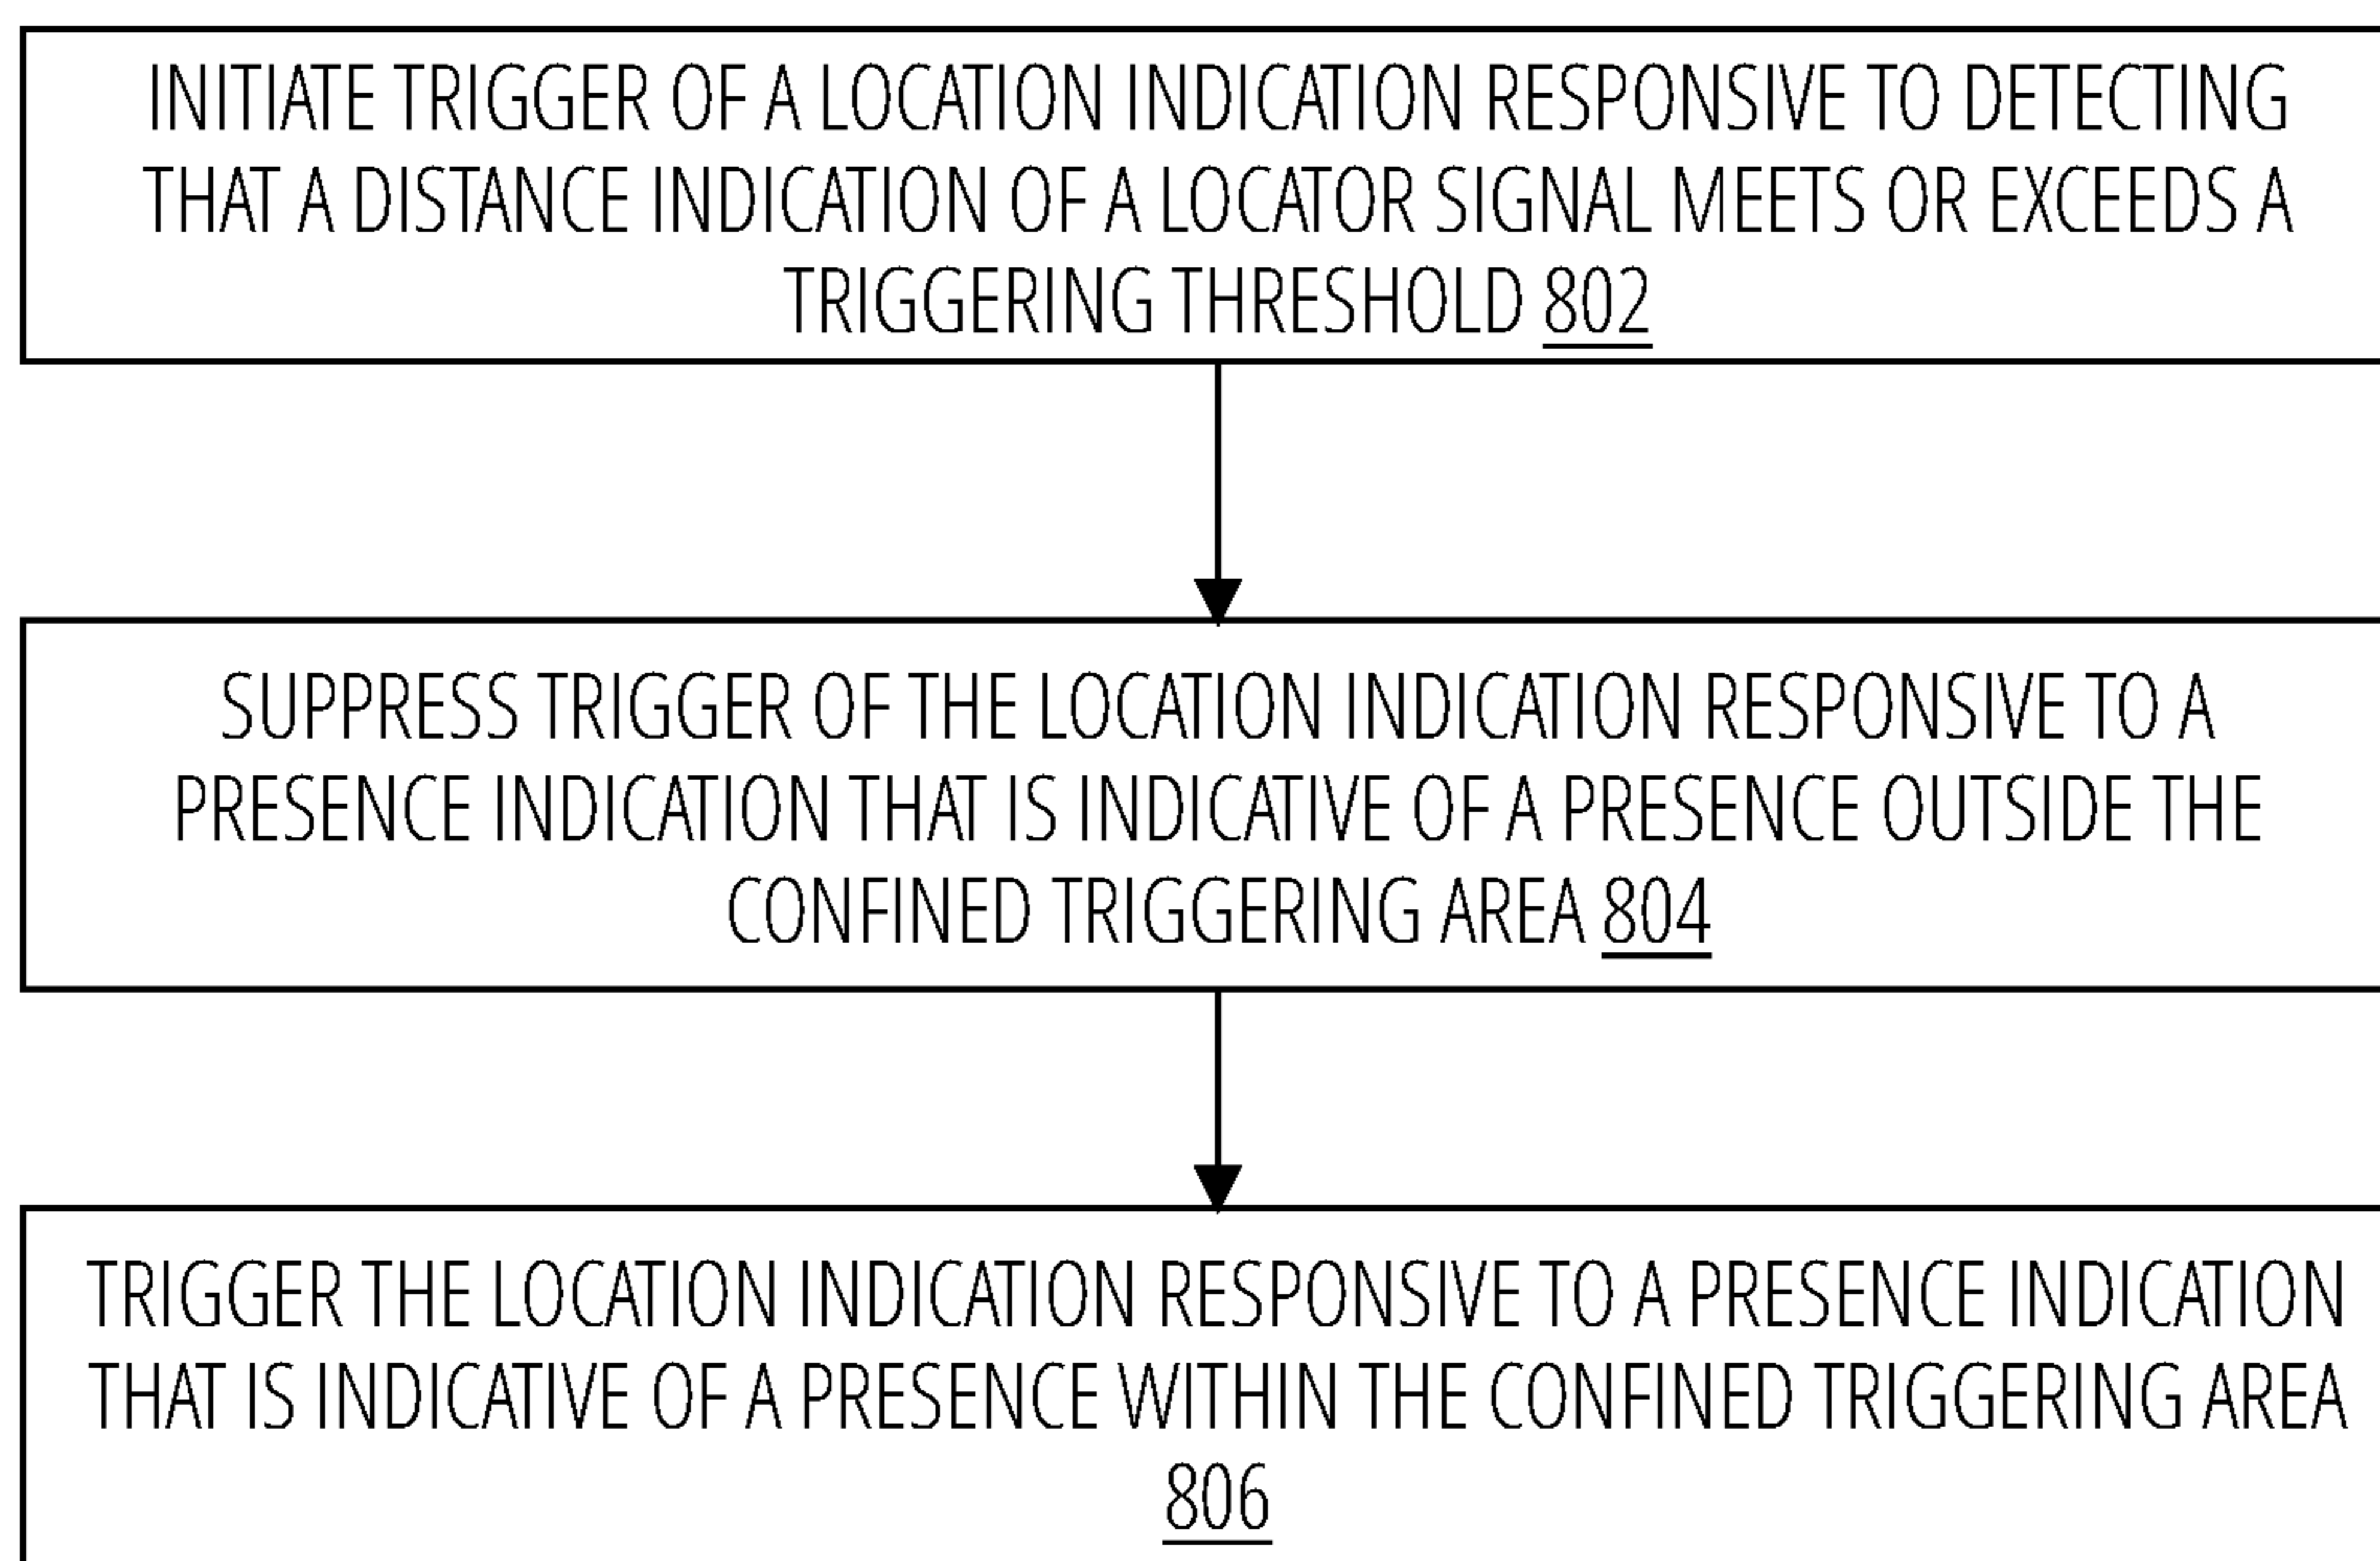 INITIATE TRIGGER OF A LOCATION INDICATION RESPONSIVE TO DETECTING
THAT A DISTANCE INDICATION OF A LOCATOR SIGNAL MEETS OR EXCEEDS A
TRIGGERING THRESHOLD 802
SUPPRESS TRIGGER OF THE LOCATION INDICATION RESPONSIVE TO A
PRESENCE INDICATION THAT IS INDICATIVE OF A PRESENCE OUTSIDE THE
CONFINED TRIGGERING AREA 804
TRIGGER THE LOCATION INDICATION RESPONSIVE TO A PRESENCE INDICATION
THAT IS INDICATIVE OF A PRESENCE WITHIN THE CONFINED TRIGGERING AREA
806